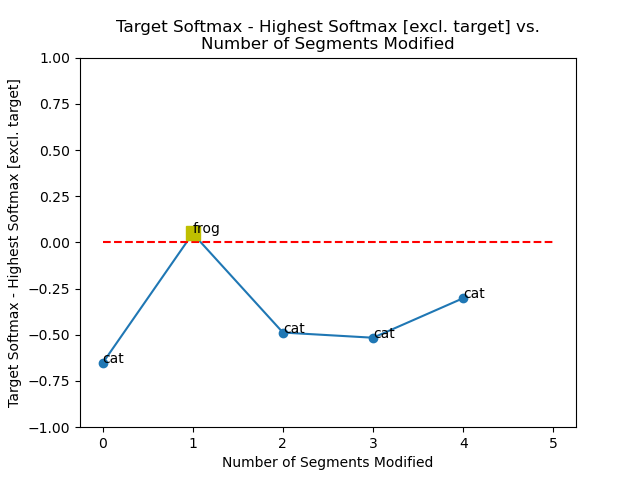 Target Softmax - Highest Softmax [excl. target] vs.
Number of Segments Modified
Target Softmax - Highest Softmax [excl. target]
1.00
0.75
0.50
0.25
0.00
−0.25
−0.50
−0.75
−1.00
frog
cat
cat
cat
cat
0 1 2 3 4 5
Number of Segments Modified